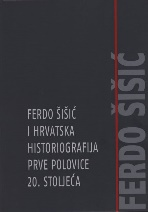 FERDO ŠIŠIĆ
I HRVATSKA
HISTORIOGRAFIJA
PRVE POLOVICE
20. STOLJEĆA
FERDO ŠIŠIĆ